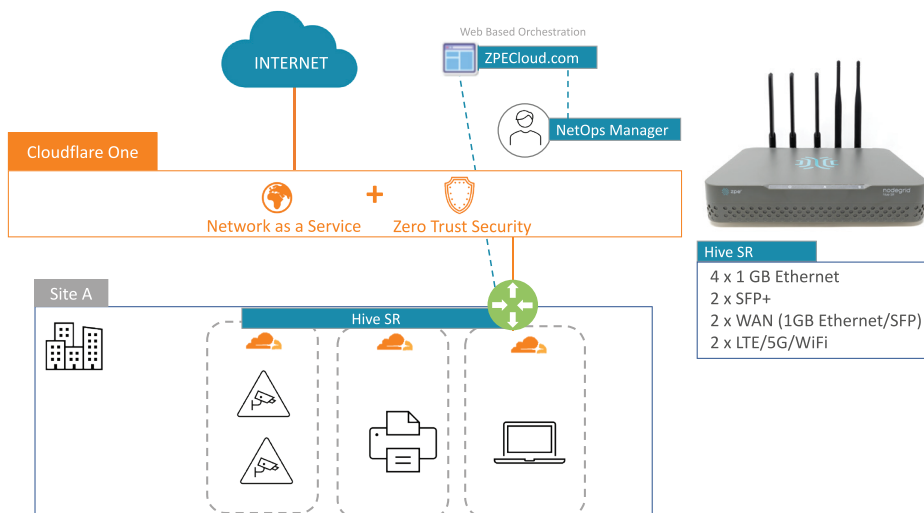 Web Based Orchestration
INTERNET
ZPECloud.com
NetOps Manager
Cloudflare One
Network as a Service
+
Zero Trust Security
zpe
nodegrid
Hive SR
4 x 1 GB Ethernet
2 x SFP+
2 x WAN (1GB Ethernet/SFP)
2 x LTE/5G/WiFi
Site A
Hive SR